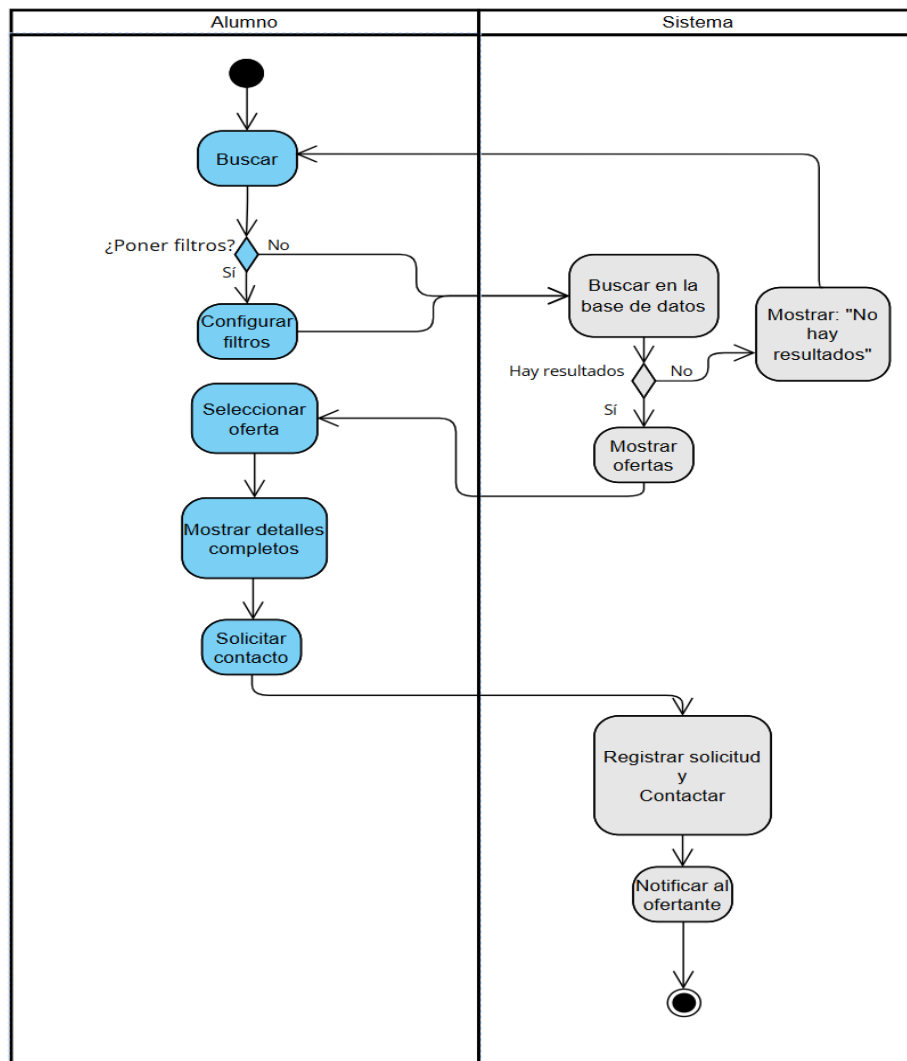 Alumno
Sistema
Buscar
¿Poner filtros?
No
Sí
Configurar
filtros
Buscar en la
base de datos
Mostrar: "No
hay
resultados"
Hay resultados
No
Sí
Mostrar
ofertas
Seleccionar
oferta
Mostrar detalles
completos
Solicitar
contacto
Registrar solicitud
y
Contactar
Notificar al
ofertante